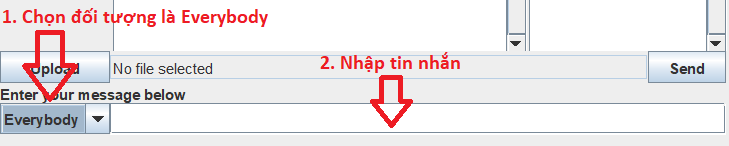 1. Chọn đối tượng là Everybody
Upload No file selected Send
2. Nhập tin nhắn
Enter your message below
Everybody